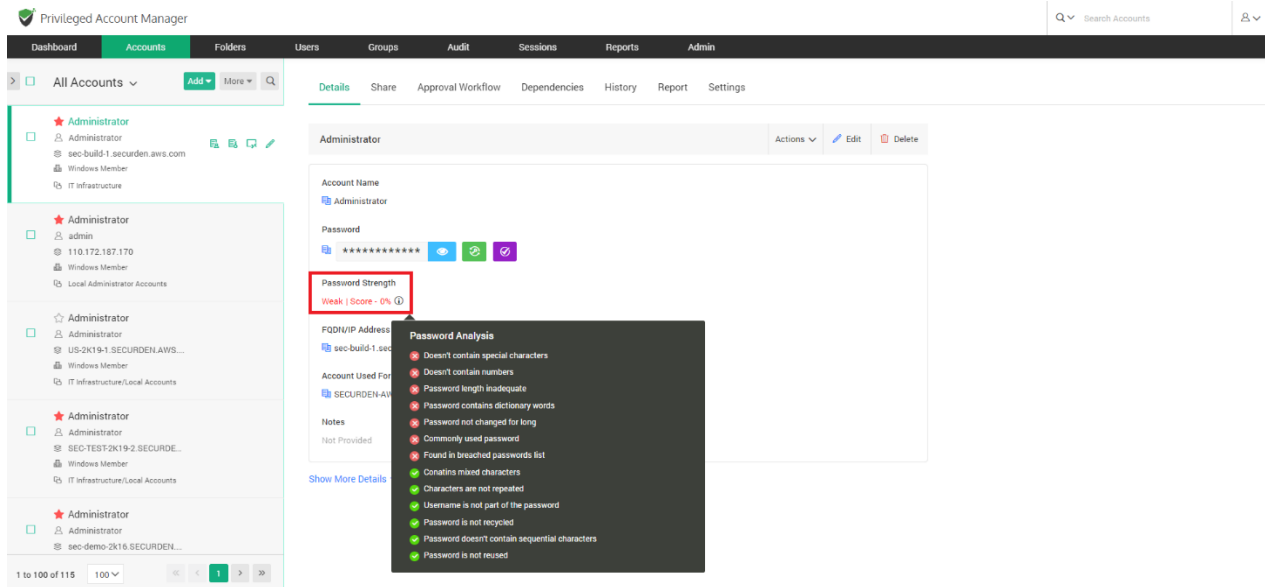 Privileged Account Manager
Search Accounts
Dashboard Accounts Folders Users Groups Audit Sessions Reports Admin
All Accounts Add More
Administrator
Administrator
sec-build-1.securden.aws.com
Windows Member
IT Infrastructure
Administrator
admin
110.172.187.170
Windows Member
Local Administrator Accounts
Administrator
Administrator
US-2K19-1.SECURDEN.AWS...
Windows Member
IT Infrastructure/Local Accounts
Administrator
Administrator
SEC-TEST-2K19-2.SECURDE...
Windows Member
IT Infrastructure/Local Accounts
Administrator
Administrator
sec-demo-2k16.SECURDEN....
1 to 100 of 115 100 1
Details Share Approval Workflow Dependencies History Report Settings
Administrator Actions Edit Delete
Account Name
Administrator
Password
************
Password Strength
Weak | Score - 0%
FQDN/IP Address
sec-build-1.sec
Account Used For
SECURDEN-AW
Notes
Not Provided
Show More Details
Password Analysis
Doesn't contain special characters
Doesn't contain numbers
Password length inadequate
Password contains dictionary words
Password not changed for long
Commonly used password
Found in breached passwords list
Conatins mixed characters
Characters are not repeated
Username is not part of the password
Password is not recycled
Password doesn't contain sequential characters
Password is not reused